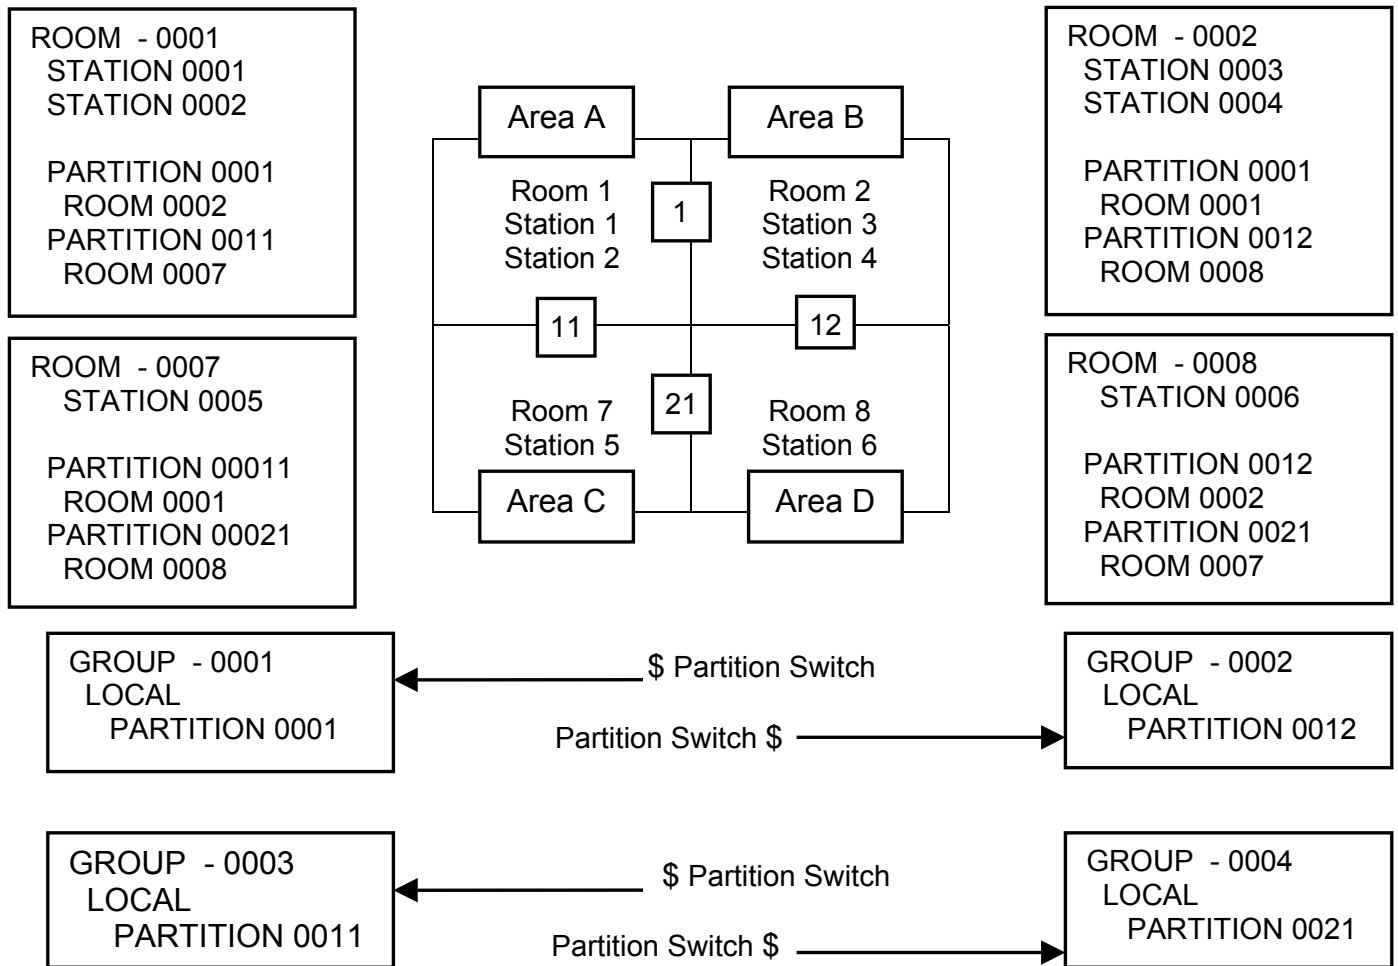 ROOM - 0001
STATION 0001
STATION 0002
PARTITION 0001
ROOM 0002
PARTITION 0011
ROOM 0007
Area A
Area B
Room 1
Station 1
Station 2
1
Room 2
Station 3
Station 4
11
12
21
Room 7
Station 5
Room 8
Station 6
Area C
Area D
ROOM - 0002
STATION 0003
STATION 0004
PARTITION 0001
ROOM 0001
PARTITION 0012
ROOM 0008
ROOM - 0007
STATION 0005
PARTITION 00011
ROOM 0001
PARTITION 00021
ROOM 0008
ROOM - 0008
STATION 0006
PARTITION 0012
ROOM 0002
PARTITION 0021
ROOM 0007
GROUP - 0001
LOCAL
PARTITION 0001
$ Partition Switch
Partition Switch $
GROUP - 0002
LOCAL
PARTITION 0012
GROUP - 0003
LOCAL
PARTITION 0011
$ Partition Switch
Partition Switch $
GROUP - 0004
LOCAL
PARTITION 0021